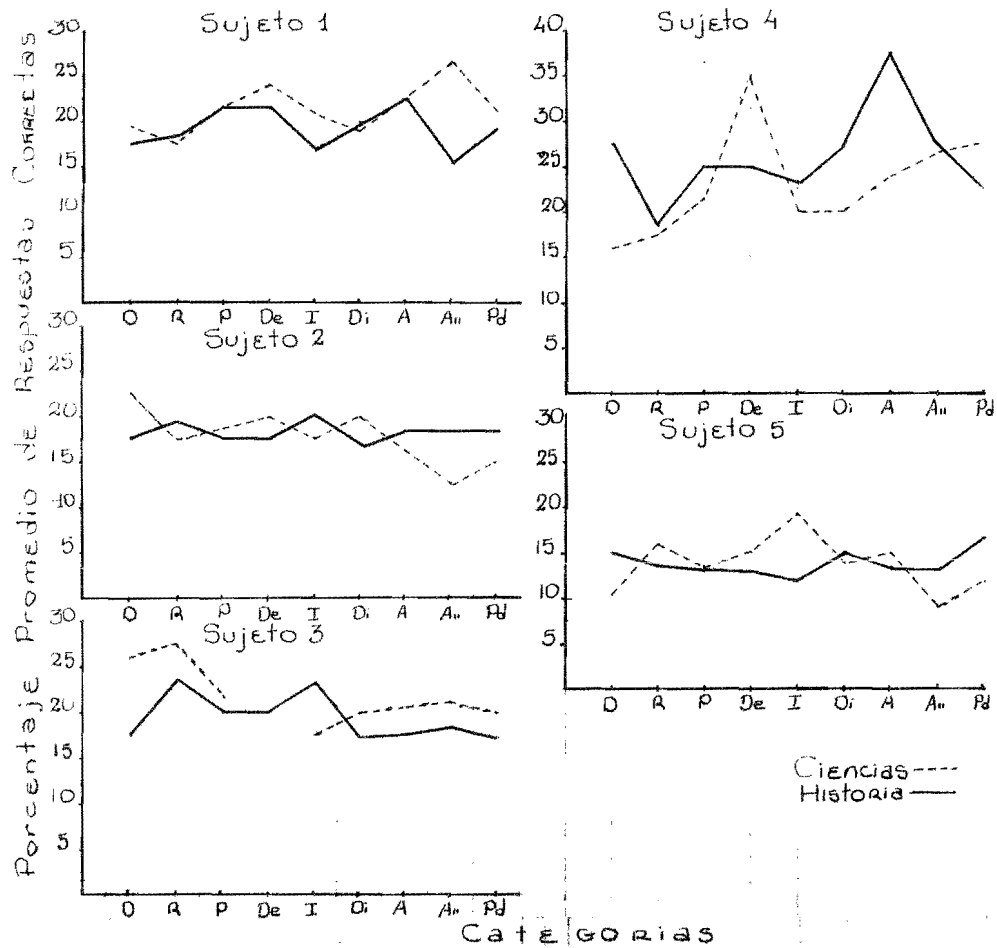 Porcentaje Promedio de Respuestas Correctas
Sujeto 1
30
25
20
15
10
5
O R P De I Di A Au Pd
Sujeto 2
30
25
20
15
10
5
O R P De I Di A Au Pd
Sujeto 3
30
25
20
15
10
5
O R P De I Di A Au Pd
Sujeto 4
40
35
30
25
20
15
10
5
O R P De I Di A Au Pd
Sujeto 5
30
25
20
15
10
5
O R P De I Di A Au Pd
Ciencias
Historia
Categorias